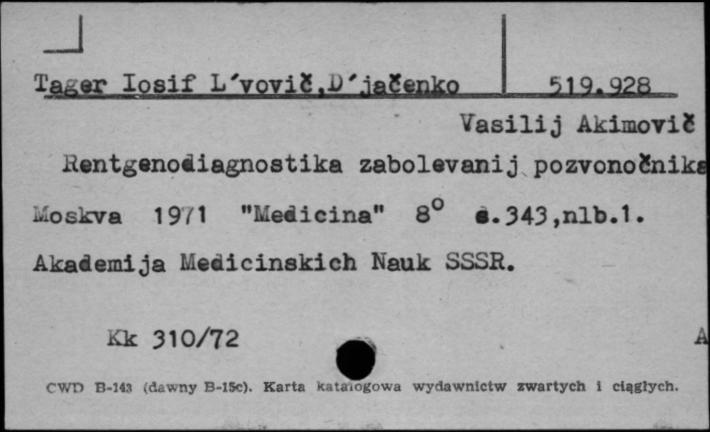 Tager Iosif L´vovič,D´jačenko 519.928
Vasilij Akimovič
Rentgenodiagnostika zabolevanij pozvonočnika
Moskva 1971 "Medicina" 8° s.343,nlb.1.
Akademija Medicinskich Nauk SSSR.
Kk 310/72 A
CWD B-143 (dawny B-15c). Karta katalogowa wydawnictw zwartych i ciągłych.